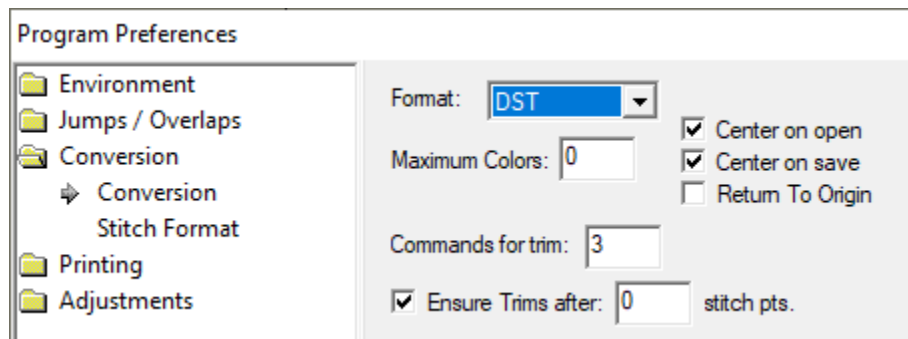 Program Preferences
Environment
Jumps / Overlaps
Conversion
Conversion
Stitch Format
Printing
Adjustments
Format: DST
Maximum Colors: 0
Center on open
Center on save
Return To Origin
Commands for trim: 3
Ensure Trims after: 0 stitch pts.